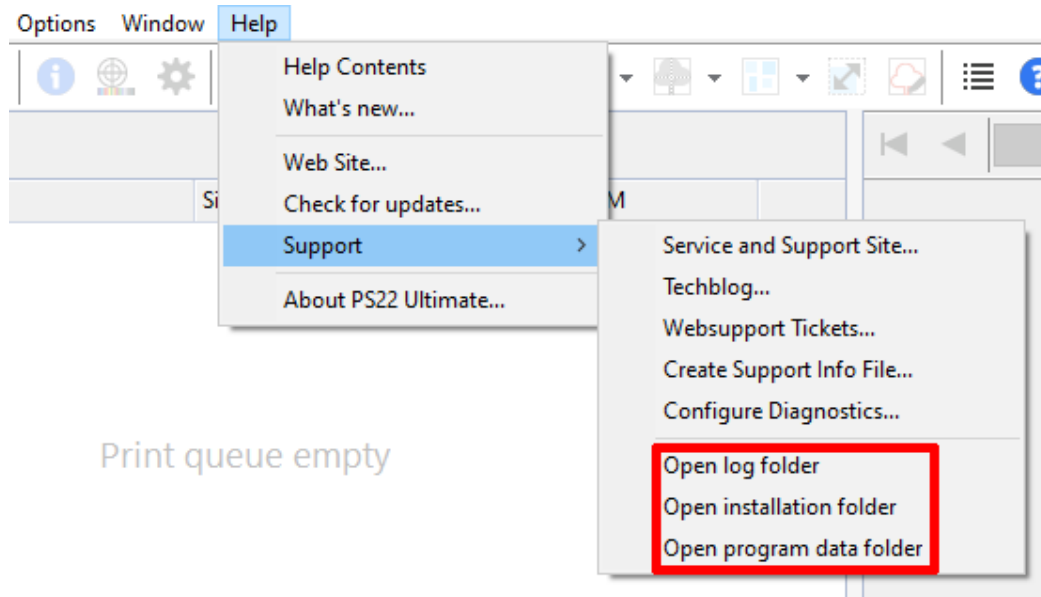 Options Window Help
Help Contents
What's new...
Web Site...
Si
Check for updates...
M
Support
About PS22 Ultimate...
Service and Support Site...
Techblog...
Websupport Tickets...
Create Support Info File...
Configure Diagnostics...
Print queue empty
Open log folder
Open installation folder
Open program data folder